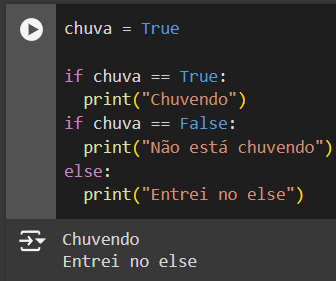 chuva = True
if chuva == True:
print("Chuvendo")
if chuva == False:
print("Não está chuvendo")
else:
print("Entrei no else")
Chuvendo
Entrei no else